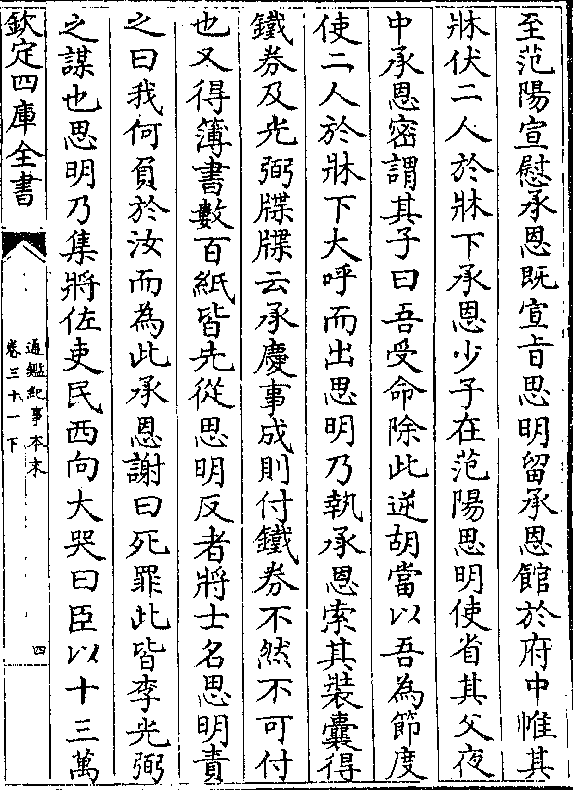 至范陽宣慰承恩既宣㫖思明留承恩館於府中帷其
牀伏二人於牀下承恩少子在范陽思明使省其父夜
中承恩密謂其子曰吾受命除此逆胡當以吾為節度
使二人於牀下大呼而出思明乃執承恩索其裝囊得
鐵券及光弼牒牒云承慶事成則付鐵券不然不可付
也又得簿書數百紙皆先從思明反者將士名思明責
之曰我何負於汝而為此承恩謝曰死罪此皆李光弼
之謀也思明乃集將佐吏民西向大哭曰臣以十三萬
欽定四庫全書
通鑑紀事本末
卷三十一下
四